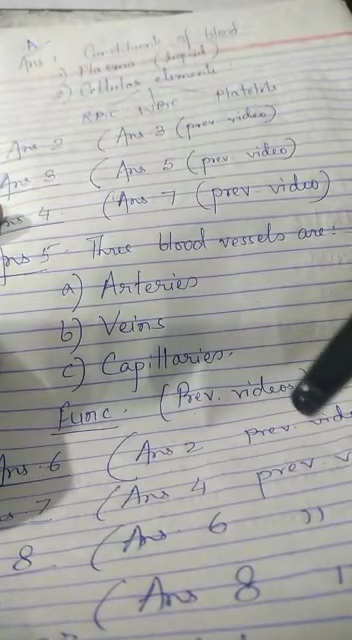 A
Ans 1. Constituents of blood
1) Plasma (liquid)
2) Cellular elements.
RBC WBC Platelets
Ans 2 (Ans 3 (prev. video)
Ans 3 (Ans 5 (prev. video)
Ans 4. (Ans 7 (prev. video)
Ans 5. Three blood vessels are:
a) Arteries
b) Veins
c) Capillaries.
Func. (Prev. videos
Ans. 6 (Ans 2 prev. vide
Ans 7 (Ans 4 prev. v
8. (Ans 6 "
(Ans 8